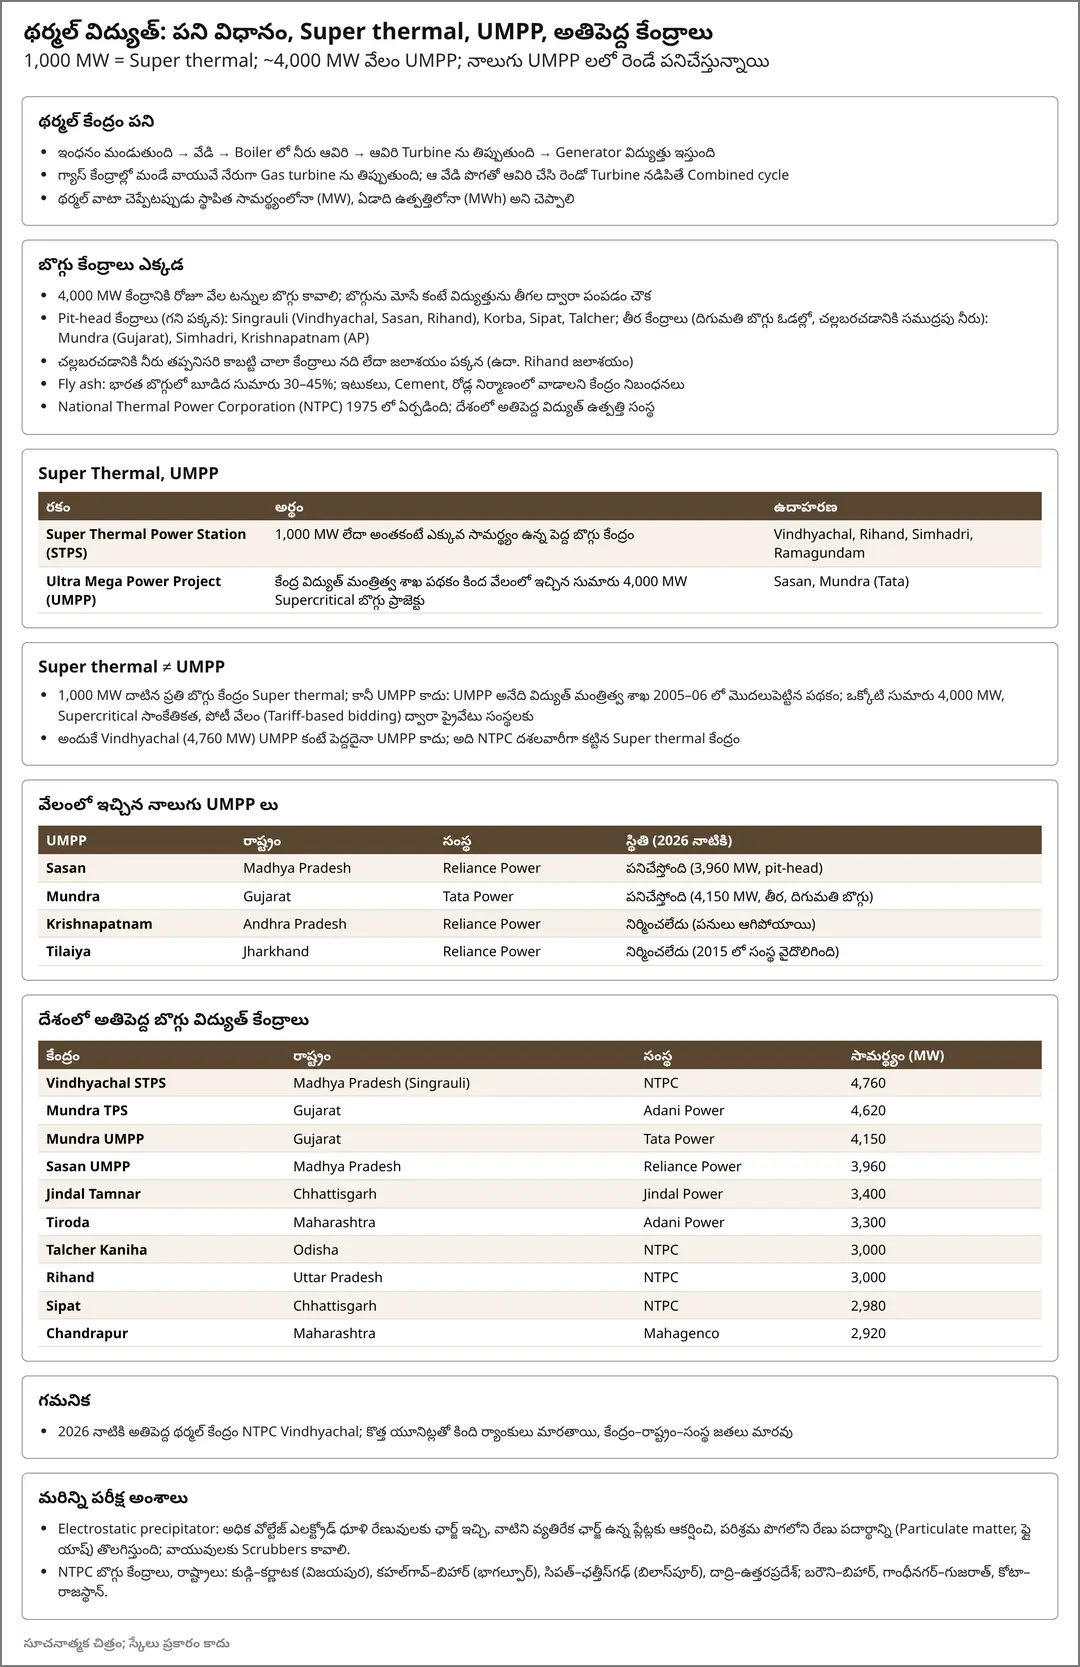 థర్మల్ విద్యుత్: పని విధానం, Super thermal, UMPP, అతిపెద్ద కేంద్రాలు
1,000 MW = Super thermal; ~4,000 MW వేలం UMPP; నాలుగు UMPP లలో రెండే పనిచేస్తున్నాయి
థర్మల్ కేంద్రం పని
• ఇంధనం మండుతుంది → వేడి → Boiler లో నీరు ఆవిరి → ఆవిరి Turbine ను తిప్పుతుంది → Generator విద్యుత్తు ఇస్తుంది
• గ్యాస్ కేంద్రాల్లో మండే వాయువే నేరుగా Gas turbine ను తిప్పుతుంది; ఆ వేడి పొగతో ఆవిరి చేసి రెండో Turbine నడిపితే Combined cycle
• థర్మల్ వాటా చెప్పేటప్పుడు స్థాపిత సామర్థ్యంలోనా (MW), ఏడాది ఉత్పత్తిలోనా (MWh) అని చెప్పాలి
బొగ్గు కేంద్రాలు ఎక్కడ
• 4,000 MW కేంద్రానికి రోజూ వేల టన్నుల బొగ్గు కావాలి; బొగ్గును మోసే కంటే విద్యుత్తును తీగల ద్వారా పంపడం చౌక
• Pit-head కేంద్రాలు (గని పక్కన): Singrauli (Vindhyachal, Sasan, Rihand), Korba, Sipat, Talcher; తీర కేంద్రాలు (దిగుమతి బొగ్గు ఓడల్లో, చల్లబరచడానికి సముద్రపు నీరు):
Mundra (Gujarat), Simhadri, Krishnapatnam (AP)
• చల్లబరచడానికి నీరు తప్పనిసరి కాబట్టి చాలా కేంద్రాలు నది లేదా జలాశయం పక్కన (ఉదా. Rihand జలాశయం)
• Fly ash: భారత బొగ్గులో బూడిద సుమారు 30–45%; ఇటుకలు, Cement, రోడ్ల నిర్మాణంలో వాడాలని కేంద్రం నిబంధనలు
• National Thermal Power Corporation (NTPC) 1975 లో ఏర్పడింది; దేశంలో అతిపెద్ద విద్యుత్ ఉత్పత్తి సంస్థ
Super Thermal, UMPP
రకం అర్థం ఉదాహరణ
Super Thermal Power Station (STPS) 1,000 MW లేదా అంతకంటే ఎక్కువ సామర్థ్యం ఉన్న పెద్ద బొగ్గు కేంద్రం Vindhyachal, Rihand, Simhadri, Ramagundam
Ultra Mega Power Project (UMPP) కేంద్ర విద్యుత్ మంత్రిత్వ శాఖ పథకం కింద వేలంలో ఇచ్చిన సుమారు 4,000 MW Supercritical బొగ్గు ప్రాజెక్టు Sasan, Mundra (Tata)
Super thermal ≠ UMPP
• 1,000 MW దాటిన ప్రతి బొగ్గు కేంద్రం Super thermal; కానీ UMPP కాదు: UMPP అనేది విద్యుత్ మంత్రిత్వ శాఖ 2005–06 లో మొదలుపెట్టిన పథకం; ఒక్కోటి సుమారు 4,000 MW,
Supercritical సాంకేతికత, పోటీ వేలం (Tariff-based bidding) ద్వారా ప్రైవేటు సంస్థలకు
• అందుకే Vindhyachal (4,760 MW) UMPP కంటే పెద్దదైనా UMPP కాదు; అది NTPC దశలవారీగా కట్టిన Super thermal కేంద్రం
వేలంలో ఇచ్చిన నాలుగు UMPP లు
UMPP రాష్ట్రం సంస్థ స్థితి (2026 నాటికి)
Sasan Madhya Pradesh Reliance Power పనిచేస్తోంది (3,960 MW, pit-head)
Mundra Gujarat Tata Power పనిచేస్తోంది (4,150 MW, తీర, దిగుమతి బొగ్గు)
Krishnapatnam Andhra Pradesh Reliance Power నిర్మించలేదు (పనులు ఆగిపోయాయి)
Tilaiya Jharkhand Reliance Power నిర్మించలేదు (2015 లో సంస్థ వైదొలిగింది)
దేశంలో అతిపెద్ద బొగ్గు విద్యుత్ కేంద్రాలు
కేంద్రం రాష్ట్రం సంస్థ సామర్థ్యం (MW)
Vindhyachal STPS Madhya Pradesh (Singrauli) NTPC 4,760
Mundra TPS Gujarat Adani Power 4,620
Mundra UMPP Gujarat Tata Power 4,150
Sasan UMPP Madhya Pradesh Reliance Power 3,960
Jindal Tamnar Chhattisgarh Jindal Power 3,400
Tiroda Maharashtra Adani Power 3,300
Talcher Kaniha Odisha NTPC 3,000
Rihand Uttar Pradesh NTPC 3,000
Sipat Chhattisgarh NTPC 2,980
Chandrapur Maharashtra Mahagenco 2,920
గమనిక
• 2026 నాటికి అతిపెద్ద థర్మల్ కేంద్రం NTPC Vindhyachal; కొత్త యూనిట్లతో కింది ర్యాంకులు మారతాయి, కేంద్రం–రాష్ట్రం–సంస్థ జతలు మారవు
మరిన్ని పరీక్ష అంశాలు
• Electrostatic precipitator: అధిక వోల్టేజ్ ఎలక్ట్రోడ్ ధూళి రేణువులకు ఛార్జ్ ఇచ్చి, వాటిని వ్యతిరేక ఛార్జ్ ఉన్న ప్లేట్లకు ఆకర్షించి, పరిశ్రమ పొగలోని రేణు పదార్థాన్ని (Particulate matter, ఫ్లై
యాష్) తొలగిస్తుంది; వాయువులకు Scrubbers కావాలి.
• NTPC బొగ్గు కేంద్రాలు, రాష్ట్రాలు: కుడ్గి–కర్ణాటక (విజయపుర), కహల్‌గావ్–బిహార్ (భాగల్పూర్), సిపత్–ఛత్తీస్‌గఢ్ (బిలాస్‌పూర్), దాద్రి–ఉత్తరప్రదేశ్; బరౌని–బిహార్, గాంధీనగర్–గుజరాత్, కోటా–
రాజస్థాన్.
సూచనాత్మక చిత్రం; స్కేలు ప్రకారం కాదు